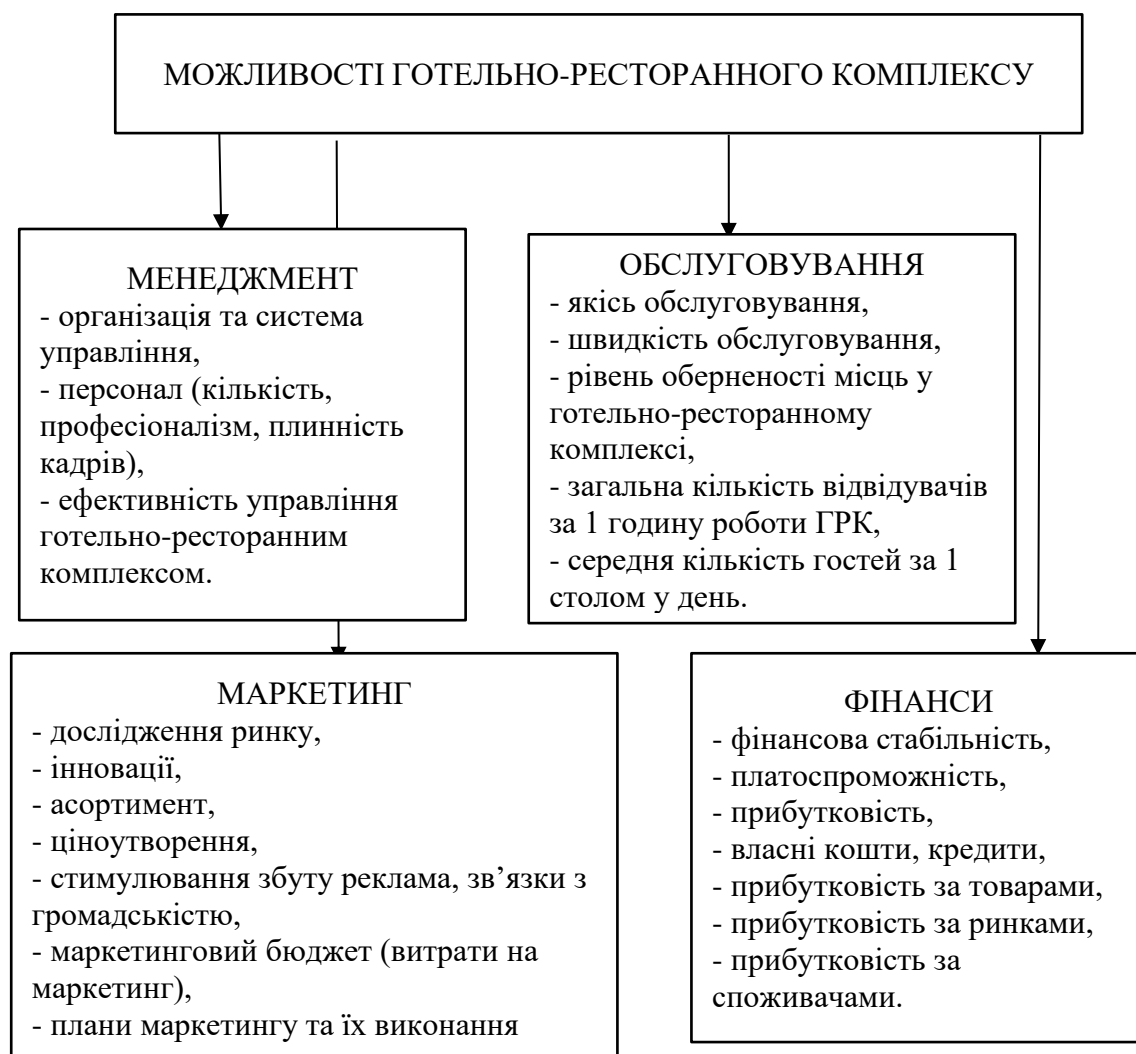 МОЖЛИВОСТІ ГОТЕЛЬНО-РЕСТОРАННОГО КОМПЛЕКСУ
МЕНЕДЖМЕНТ
- організація та система
управління,
- персонал (кількість,
професіоналізм, плинність
кадрів),
- ефективність управління
готельно-ресторанним
комплексом.
ОБСЛУГОВУВАННЯ
- якісь обслуговування,
- швидкість обслуговування,
- рівень оберненості місць у
готельно-ресторанному
комплексі,
- загальна кількість відвідувачів
за 1 годину роботи ГРК,
- середня кількість гостей за 1
столом у день.
МАРКЕТИНГ
- дослідження ринку,
- інновації,
- асортимент,
- ціноутворення,
- стимулювання збуту реклама, зв’язки з
громадськістю,
- маркетинговий бюджет (витрати на
маркетинг),
- плани маркетингу та їх виконання
ФІНАНСИ
- фінансова стабільність,
- платоспроможність,
- прибутковість,
- власні кошти, кредити,
- прибутковість за товарами,
- прибутковість за ринками,
- прибутковість за
споживачами.